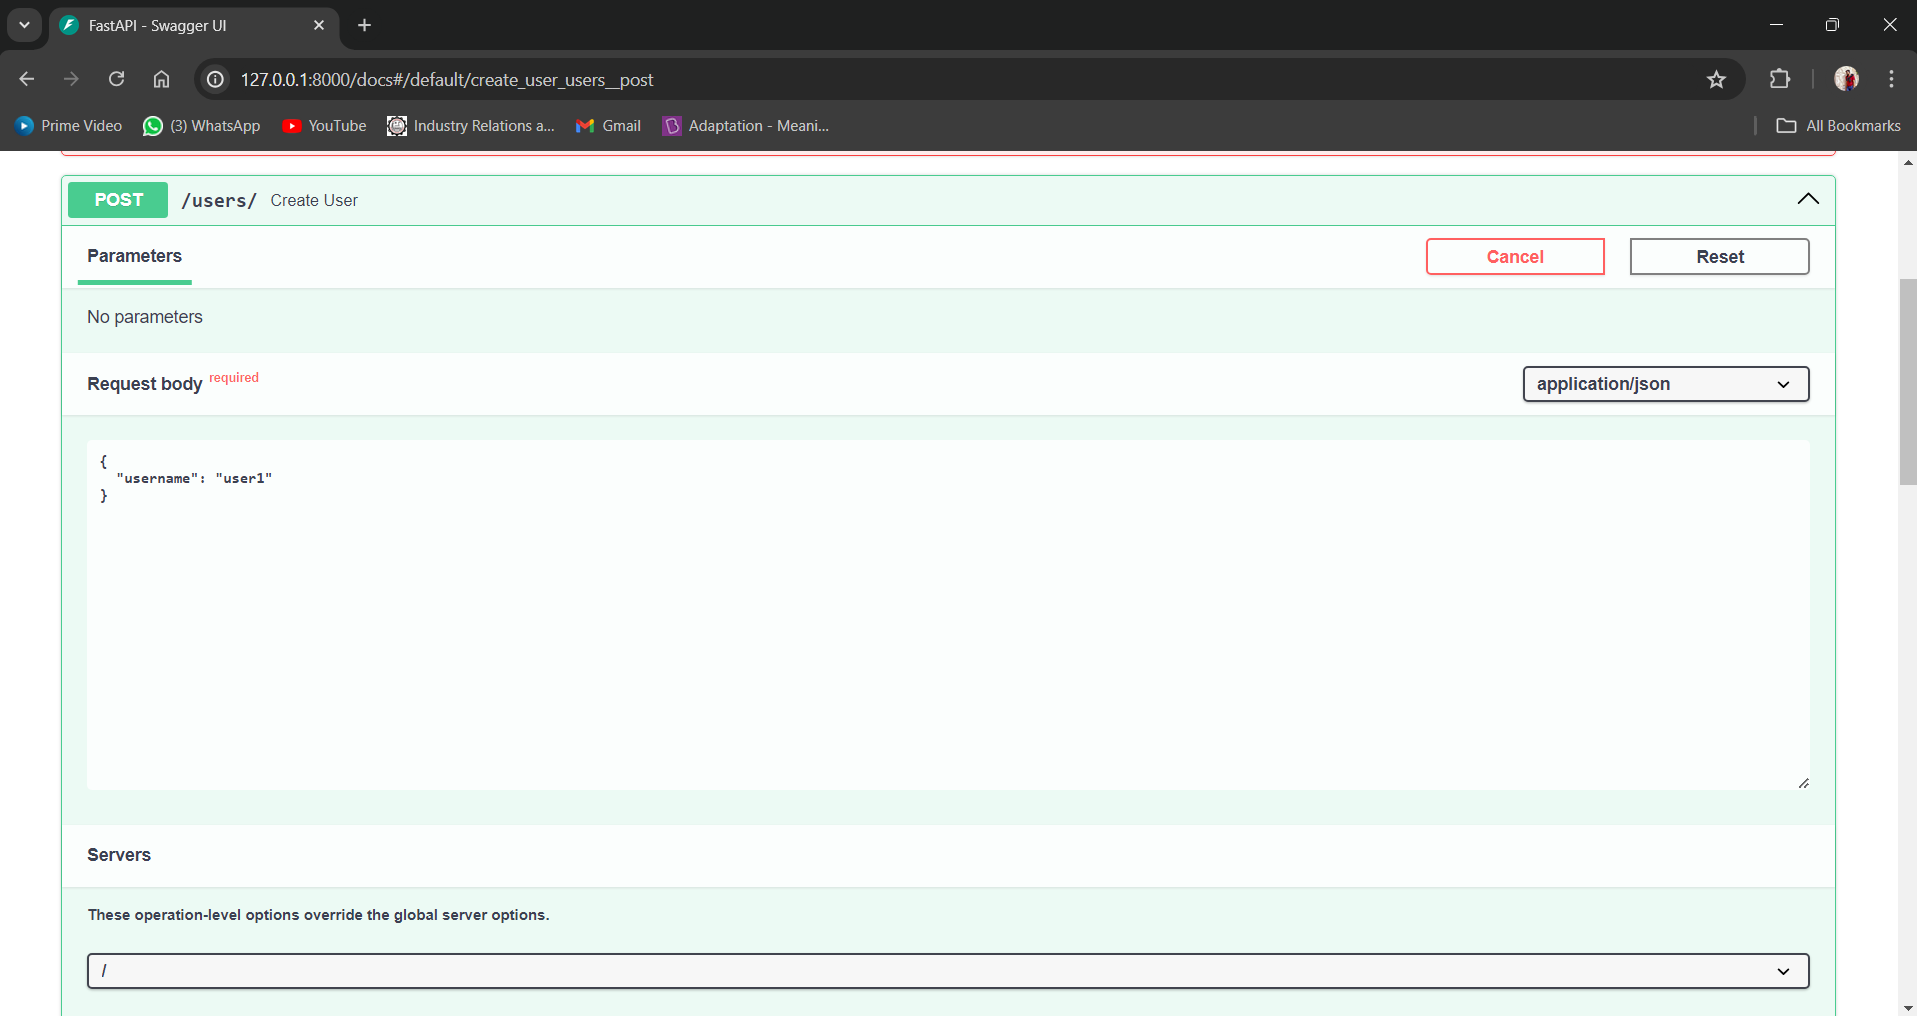 FastAPI - Swagger UI
127.0.0.1:8000/docs#/default/create_user_users__post
Prime Video (3) WhatsApp YouTube Industry Relations a... Gmail Adaptation - Meani... All Bookmarks
POST /users/ Create User
Parameters Cancel Reset
No parameters
Request body required application/json
{
"username": "user1"
}
Servers
These operation-level options override the global server options.
/